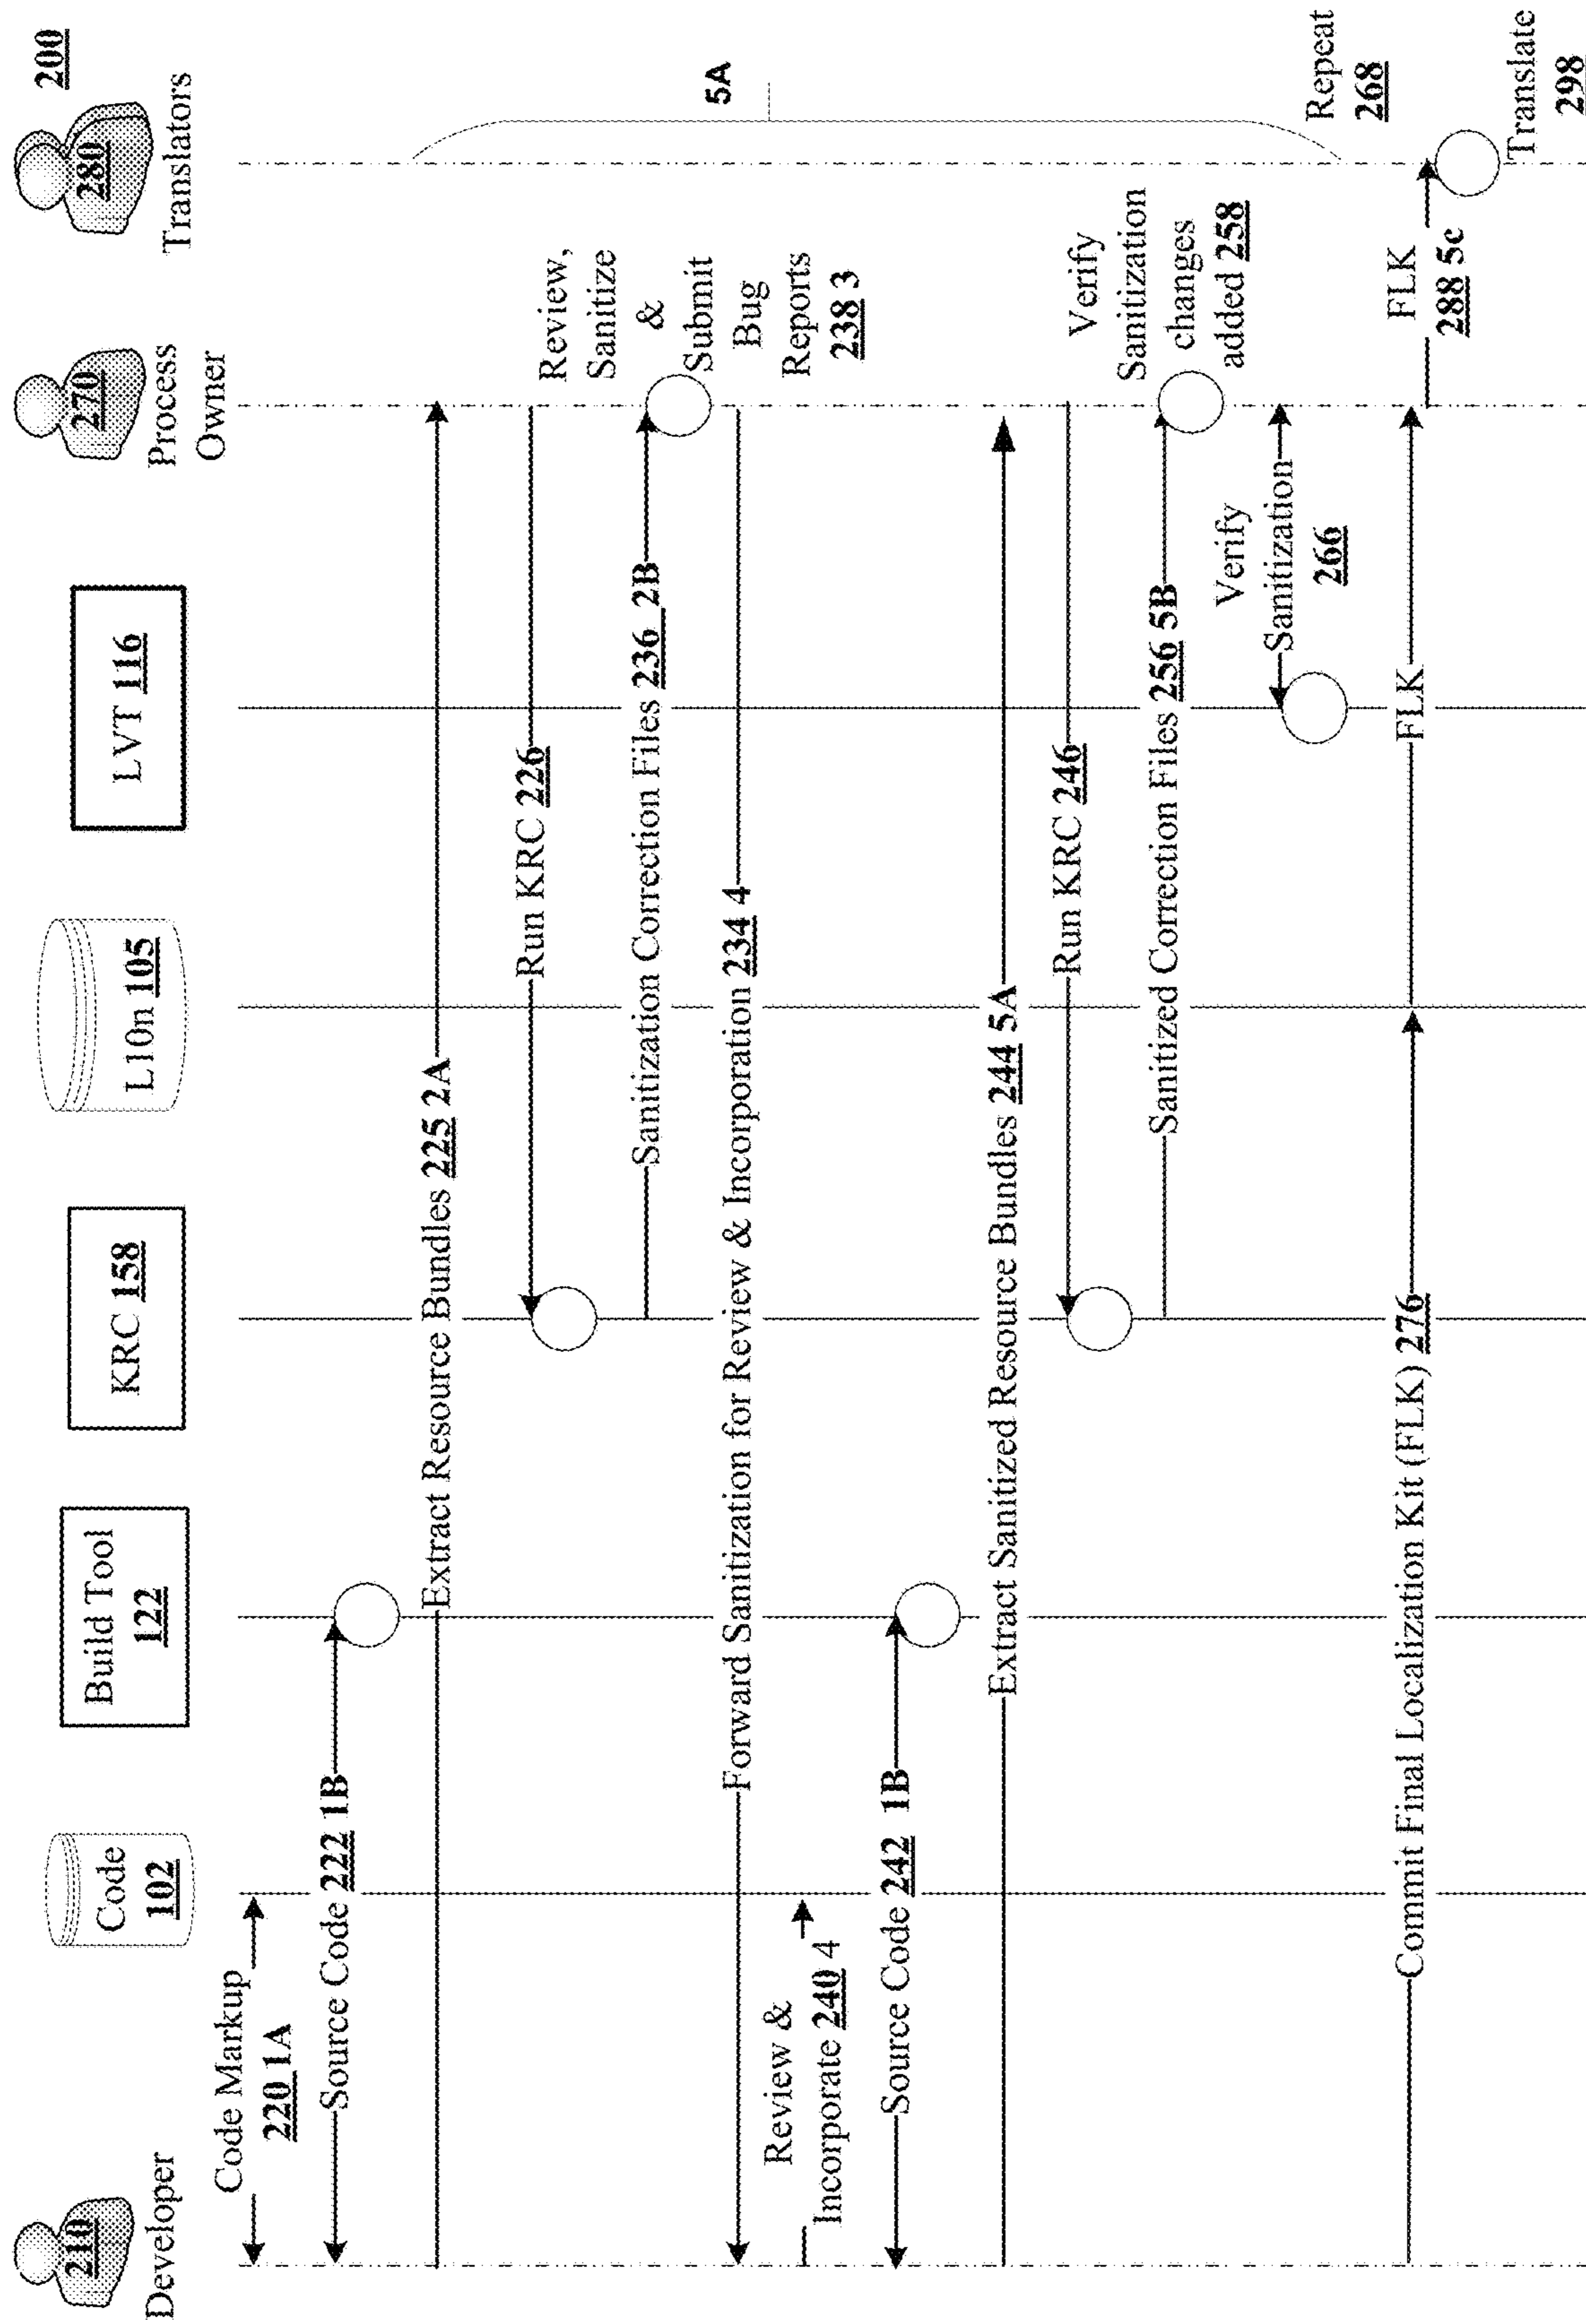 200
210
Developer
Code
102
Build Tool
122
KRC 158
L10n 105
LVT 116
270
Process
Owner
280
Translators
Code Markup
220 1A
Source Code 222 1B
Extract Resource Bundles 225 2A
Run KRC 226
Review,
Sanitize
&
Submit
Bug
Reports
238 3
Sanitization Correction Files 236 2B
Forward Sanitization for Review & Incorporation 234 4
5A
Review &
Incorporate 240 4
Source Code 242 1B
Extract Sanitized Resource Bundles 244 5A
Run KRC 246
Verify
Sanitization
changes
added 258
Sanitized Correction Files 256 5B
Verify
Sanitization
266
Repeat
268
Commit Final Localization Kit (FLK) 276
FLK
FLK
288 5c
Translate
298